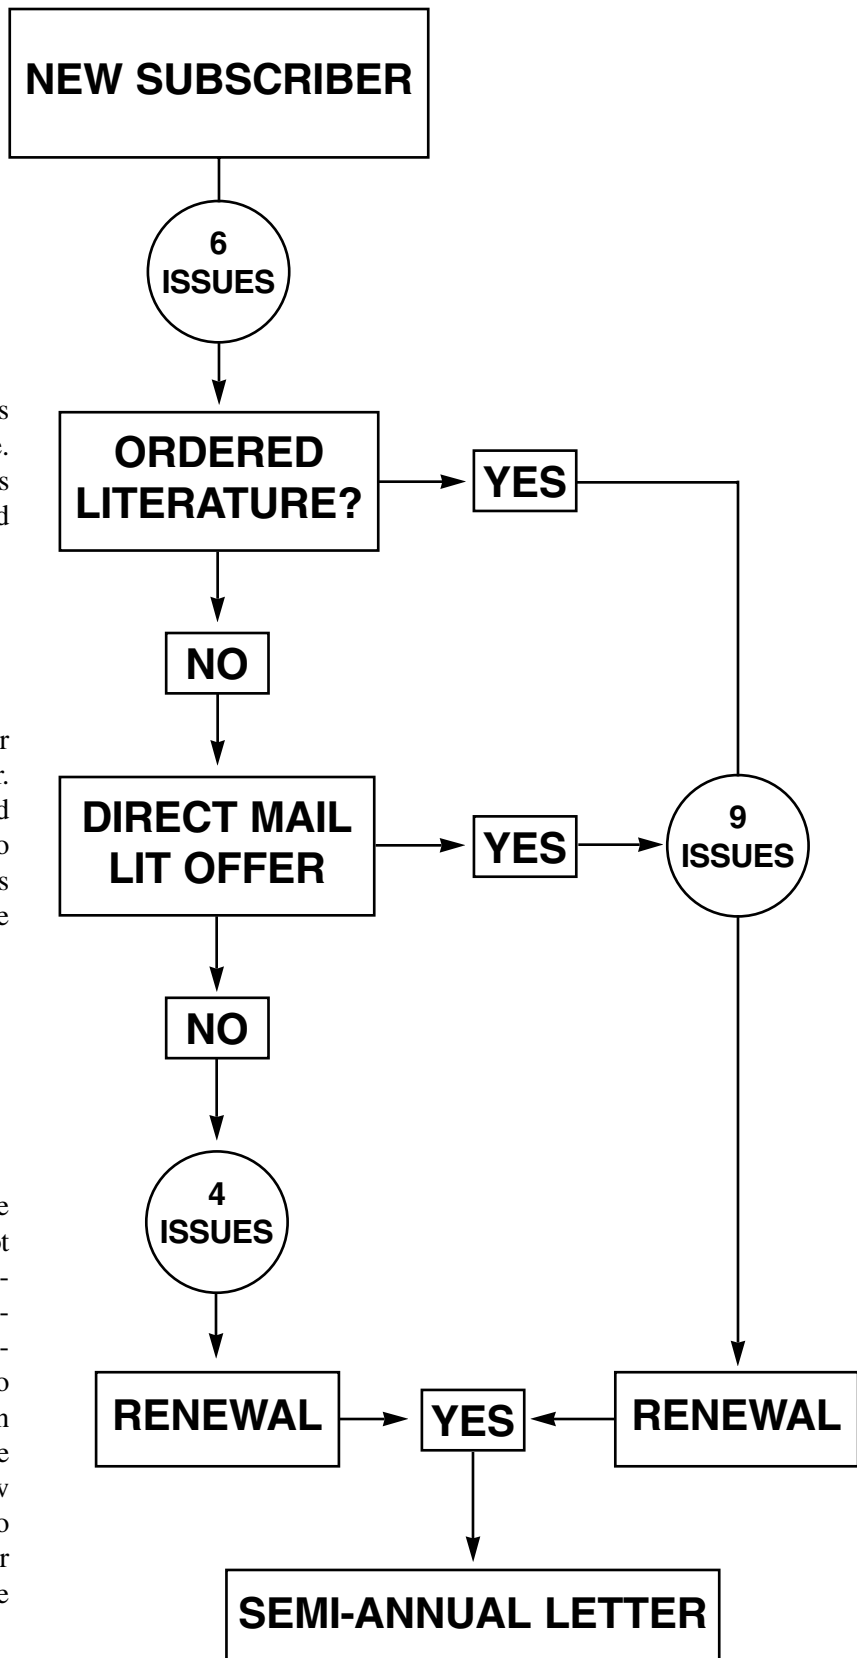 NEW SUBSCRIBER
6
ISSUES
s
ORDERED
LITERATURE?
YES
e.
s
d
NO
r
r.
d
o
s
e
DIRECT MAIL
LIT OFFER
YES
9
ISSUES
NO
4
ISSUES
e
ot
-
-
-
o
n
e
w
o
r
e
RENEWAL
YES
RENEWAL
SEMI-ANNUAL LETTER